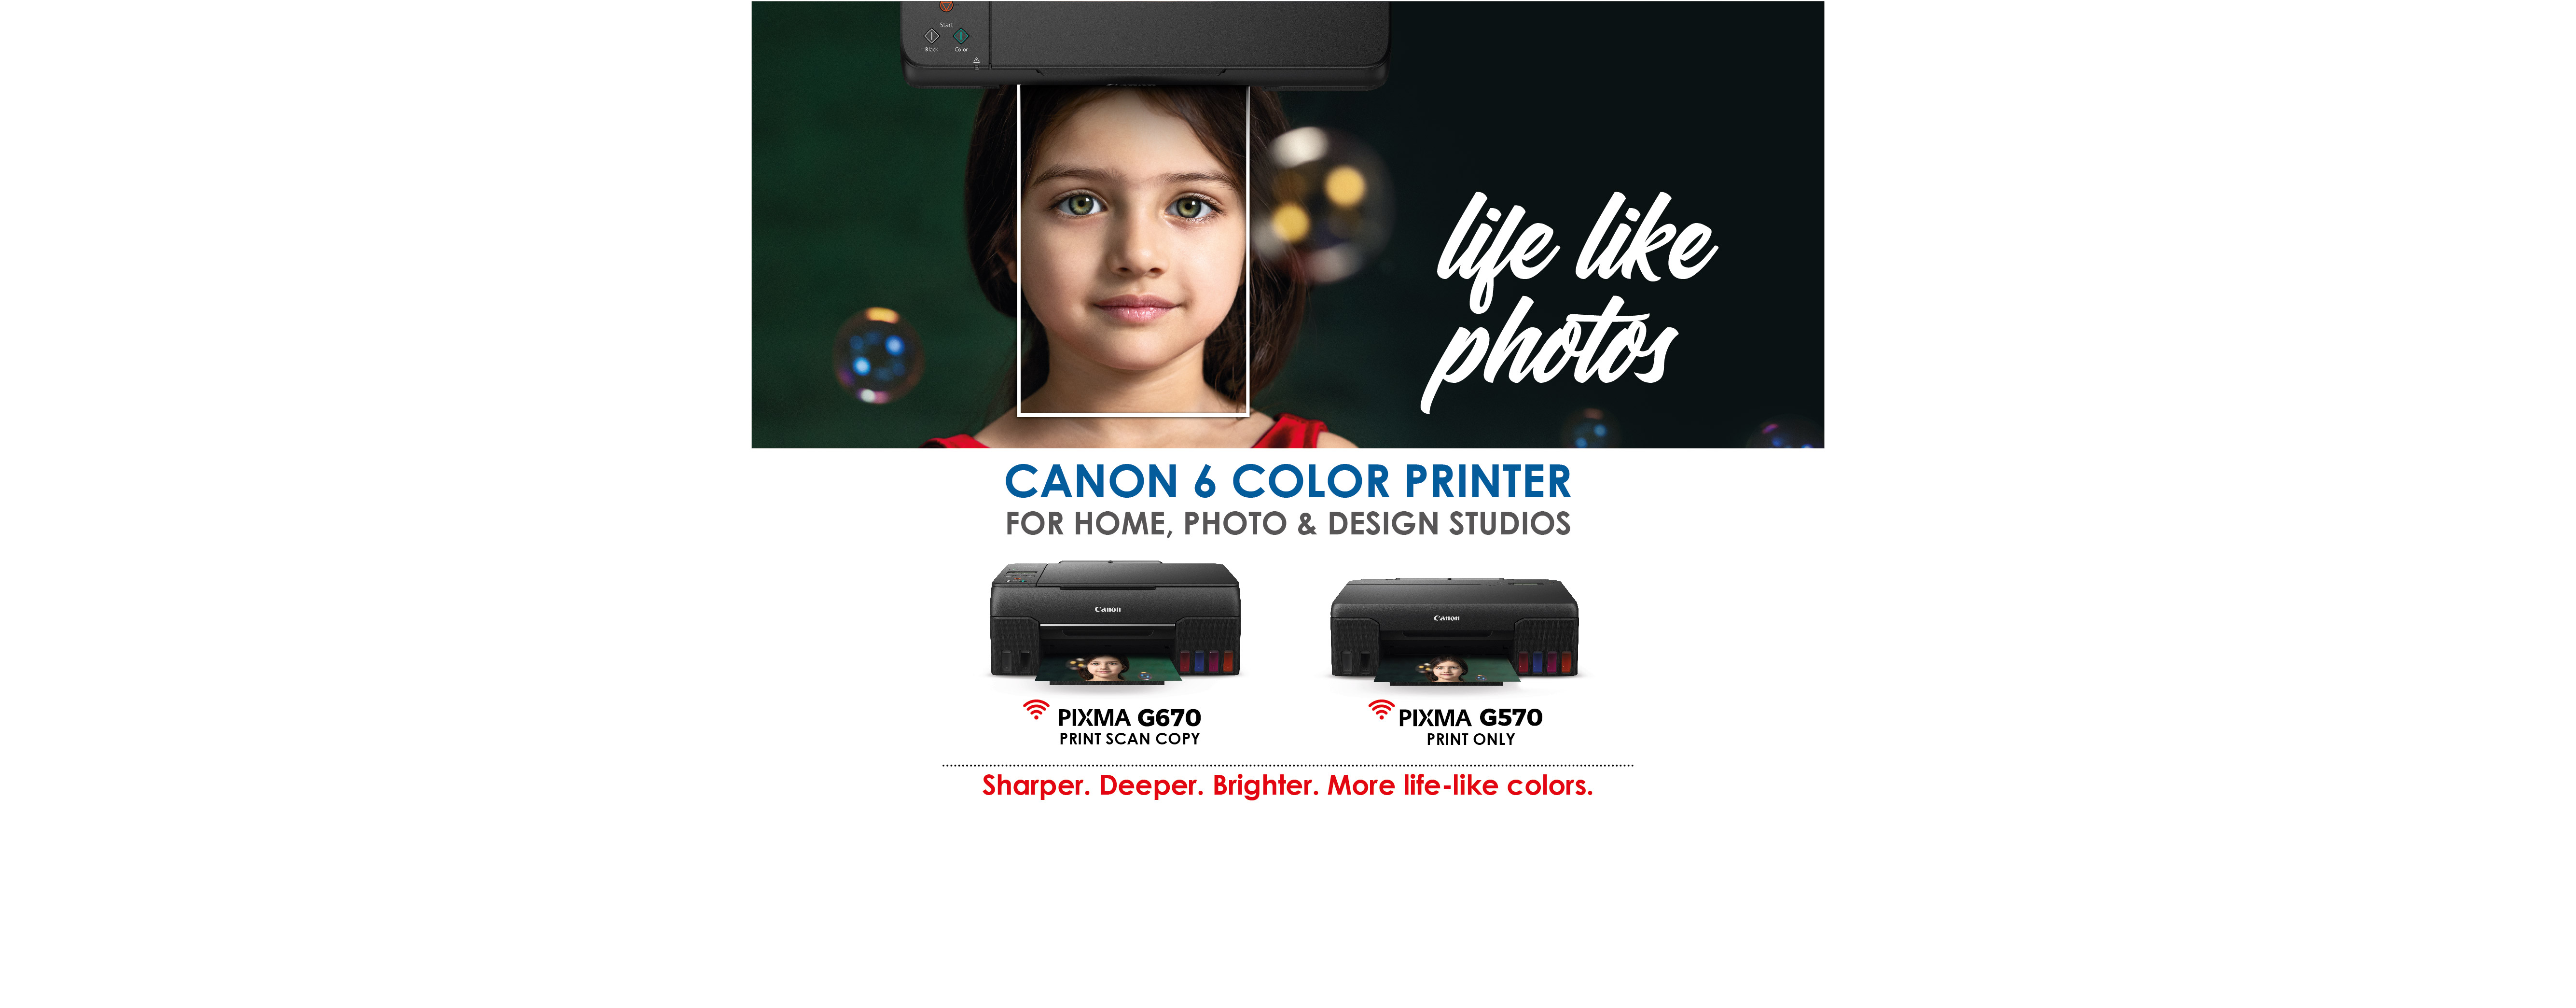 Start
Black Color
life like
photos
CANON 6 COLOR PRINTER
FOR HOME, PHOTO & DESIGN STUDIOS
Canon
Canon
PIXMA G670
PRINT SCAN COPY
PIXMA G570
PRINT ONLY
Sharper. Deeper. Brighter. More life-like colors.